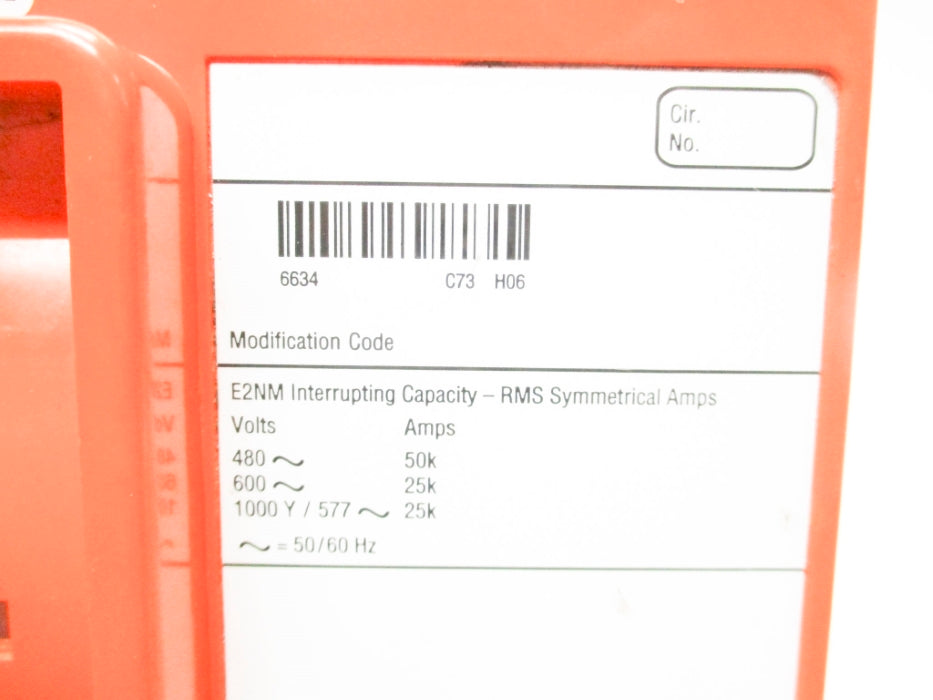 Cir.
No.
6634 C73 H06
Modification Code
E2NM Interrupting Capacity – RMS Symmetrical Amps
Volts Amps
480 ~ 50k
600 ~ 25k
1000 Y / 577 ~ 25k
~ = 50/60 Hz